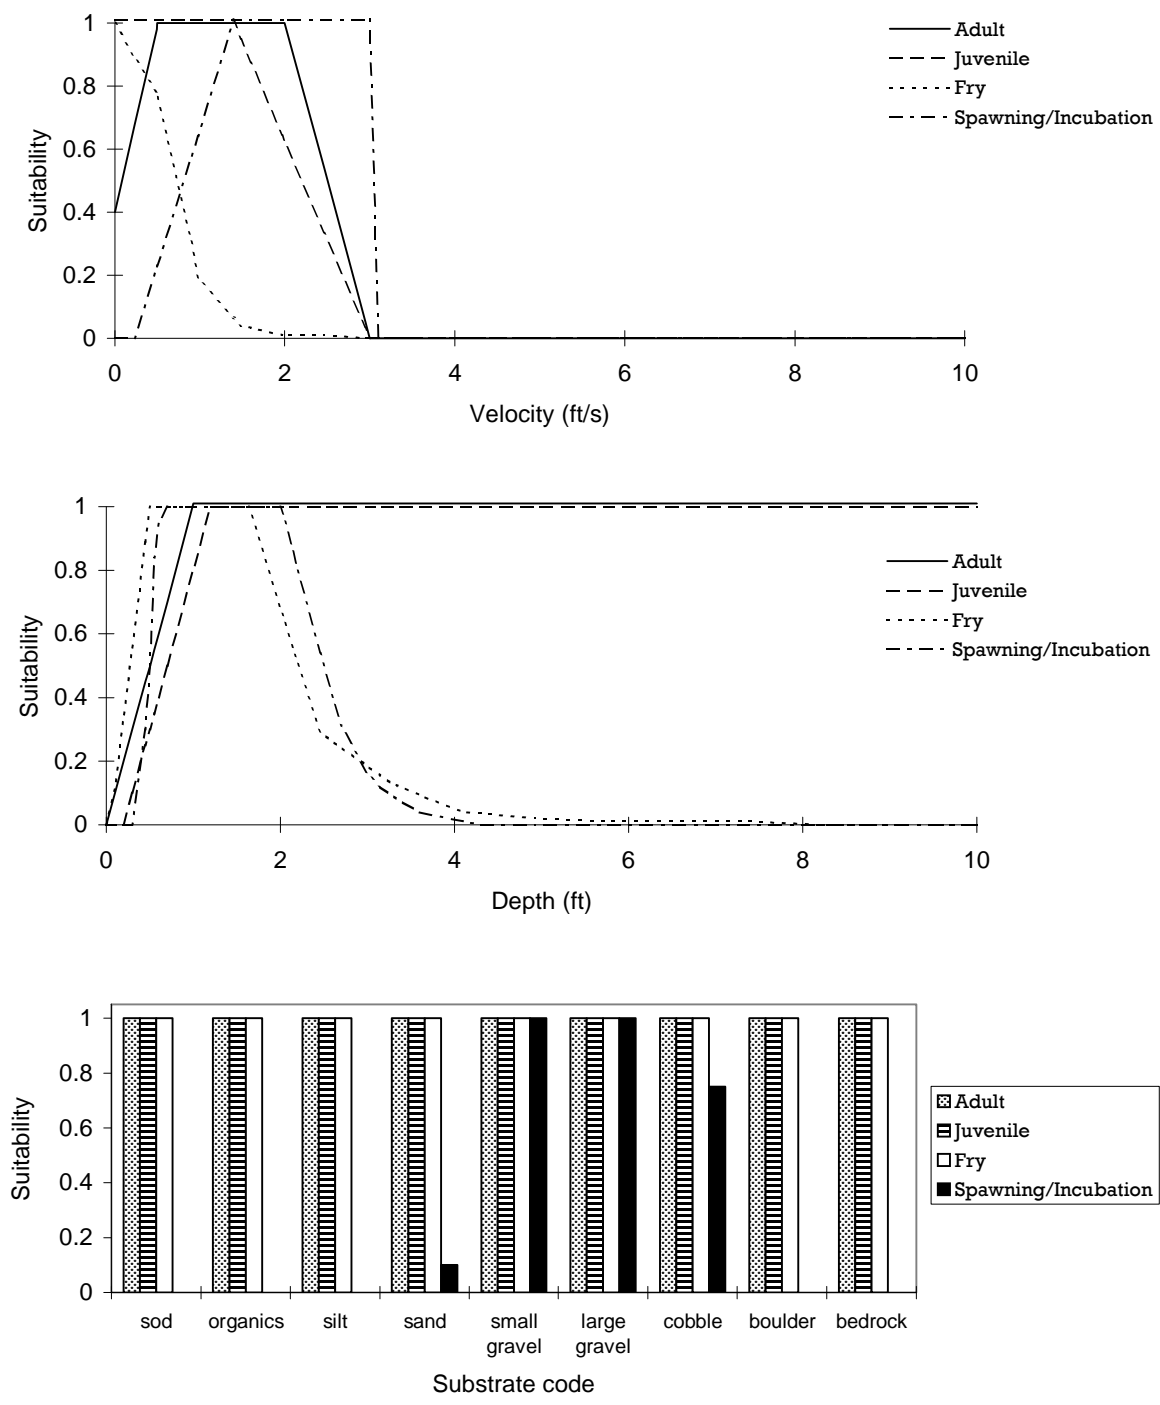 1
0.8
0.6
0.4
0.2
0
Suitability
0 2 4 6 8 10
Velocity (ft/s)
Adult
Juvenile
Fry
Spawning/Incubation
1
0.8
0.6
0.4
0.2
0
Suitability
0 2 4 6 8 10
Depth (ft)
Adult
Juvenile
Fry
Spawning/Incubation
1
0.8
0.6
0.4
0.2
0
Suitability
sod organics silt sand small large cobble boulder bedrock
gravel gravel
Substrate code
Adult
Juvenile
Fry
Spawning/Incubation